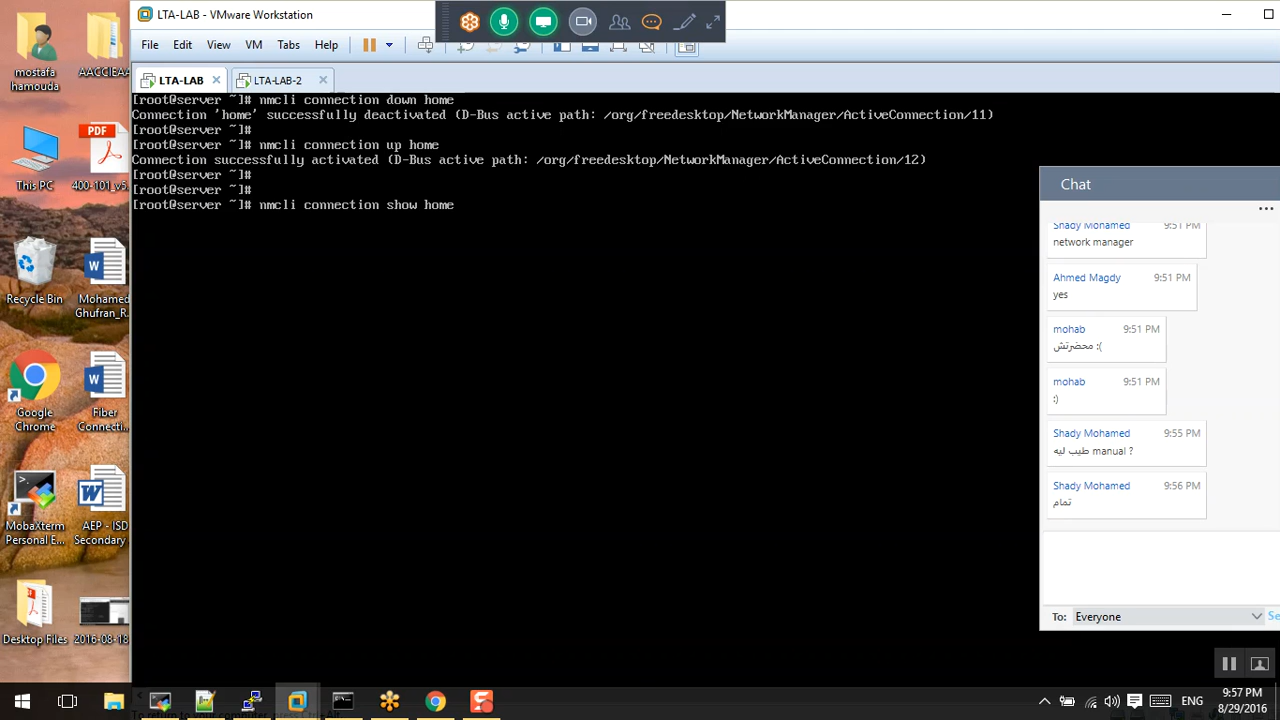 LTA-LAB - VMware Workstation
File Edit View VM Tabs Help
LTA-LAB
LTA-LAB-2
[root@server ~]# nmcli connection down home
Connection 'home' successfully deactivated (D-Bus active path: /org/freedesktop/NetworkManager/ActiveConnection/11)
[root@server ~]#
[root@server ~]# nmcli connection up home
Connection successfully activated (D-Bus active path: /org/freedesktop/NetworkManager/ActiveConnection/12)
[root@server ~]#
[root@server ~]#
[root@server ~]# nmcli connection show home
mostafa
hamouda
AACCIEAA
This PC
PDF
400-101_v5
Recycle Bin
Mohamed
Ghufran_R
Google
Chrome
Fiber
Connecti...
MobaXterm
Personal E...
AEP - ISD
Secondary
Desktop Files
2016-08-18
Chat
Shady Mohamed 9:51 PM
network manager
Ahmed Magdy 9:51 PM
yes
mohab 9:51 PM
محضرتش :(
mohab 9:51 PM
:)
Shady Mohamed 9:55 PM
طيب ليه manual ?
Shady Mohamed 9:56 PM
تمام
To: Everyone
Se
ENG
9:57 PM
8/29/2016